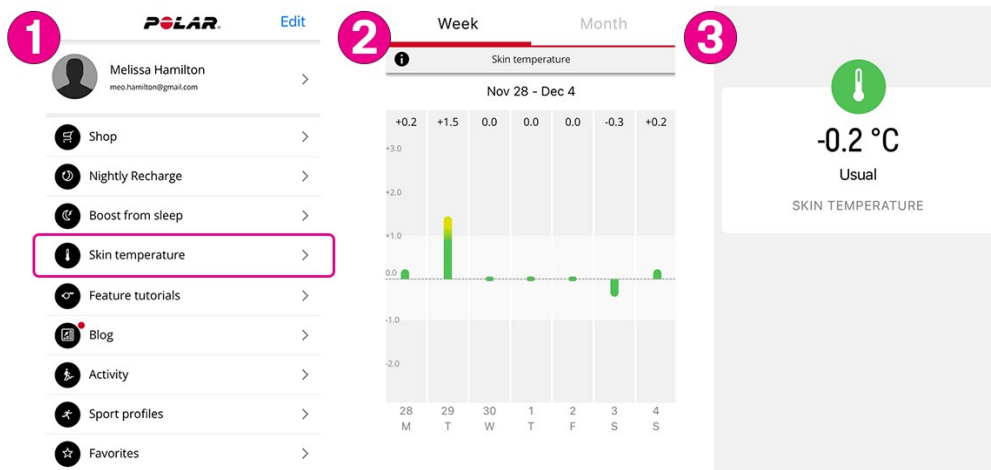 1
POLAR.
Edit
Melissa Hamilton
meo.hamilton@gmail.com
Shop
Nightly Recharge
Boost from sleep
Skin temperature
Feature tutorials
Blog
Activity
Sport profiles
Favorites
2
Week Month
Skin temperature
Nov 28 - Dec 4
+0.2 +1.5 0.0 0.0 0.0 -0.3 +0.2
+3.0
+2.0
+1.0
0.0
-1.0
-2.0
28 29 30 1 2 3 4
M T W T F S S
3
-0.2 °C
Usual
SKIN TEMPERATURE